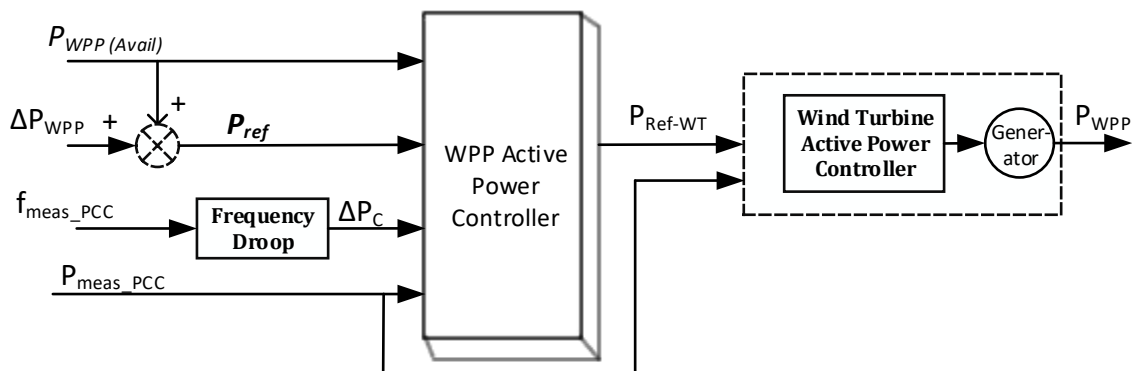 P_WPP (Avail)
+
ΔP_WPP +
P_ref
f_meas_PCC
Frequency
Droop
ΔP_C
P_meas_PCC
WPP Active
Power
Controller
P_Ref-WT
Wind Turbine
Active Power
Controller
Gener-
ator
P_WPP